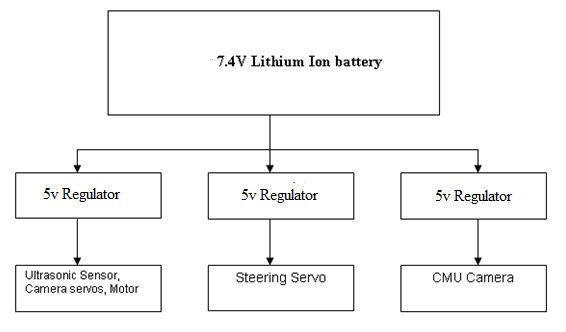 7.4V Lithium Ion battery
5v Regulator
5v Regulator
5v Regulator
Ultrasonic Sensor,
Camera servos, Motor
Steering Servo
CMU Camera